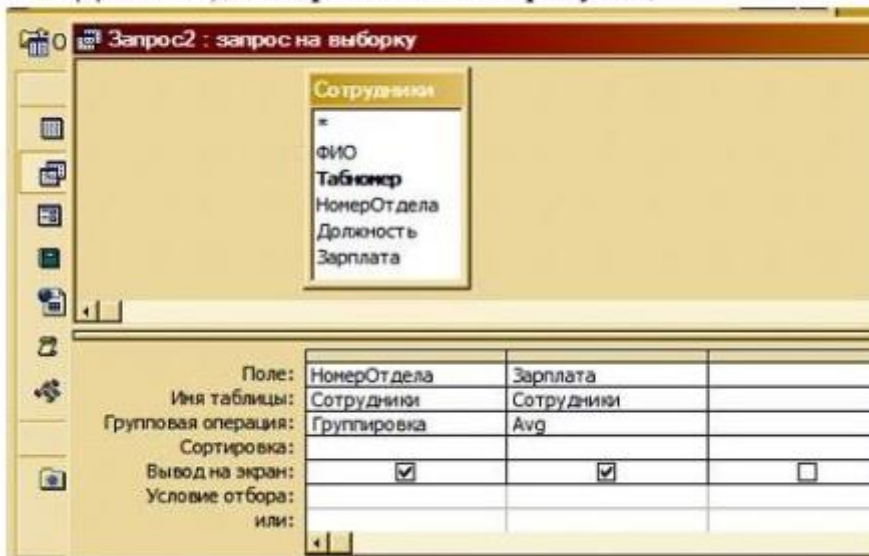 О Запрос2 : запрос на выборку
Сотрудники
*
ФИО
Табномер
НомерОтдела
Должность
Зарплата
Поле: НомерОтдела Зарплата
Имя таблицы: Сотрудники Сотрудники
Групповая операция: Группировка Avg
Сортировка:
Вывод на экран:
Условие отбора:
или: